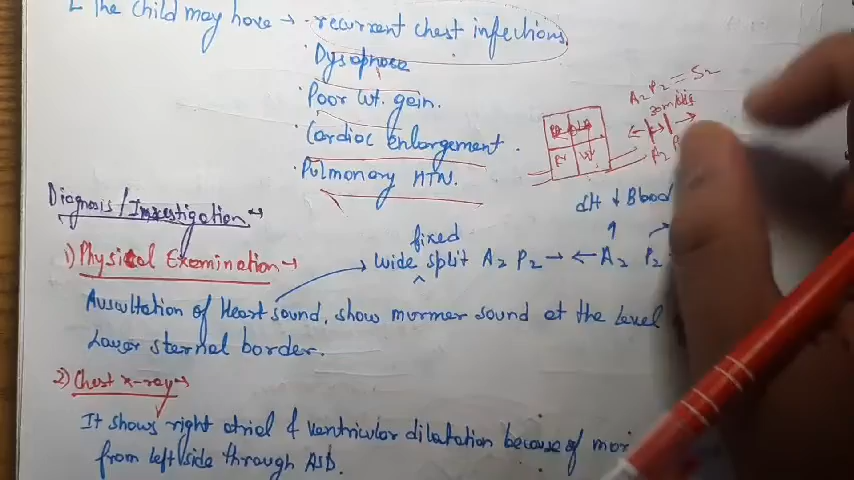 The Child may have → · recurrent chest infections
· Dyspnoea
· Poor wt. gain.
· Cardiac enlargement.
· Pulmonary HTN.
A2 P2 = S2
A2
Diagnosis/Investigation
↓ Blood
fixed
1) Physical Examination → wide split A2 P2 → ← A2 P2
Auscultation of Heart sound, show murmer sound at the level
Lower sternal border.
2) Chest x-ray
It shows right atrial & ventricular dilatation because of
from left side through ASD.